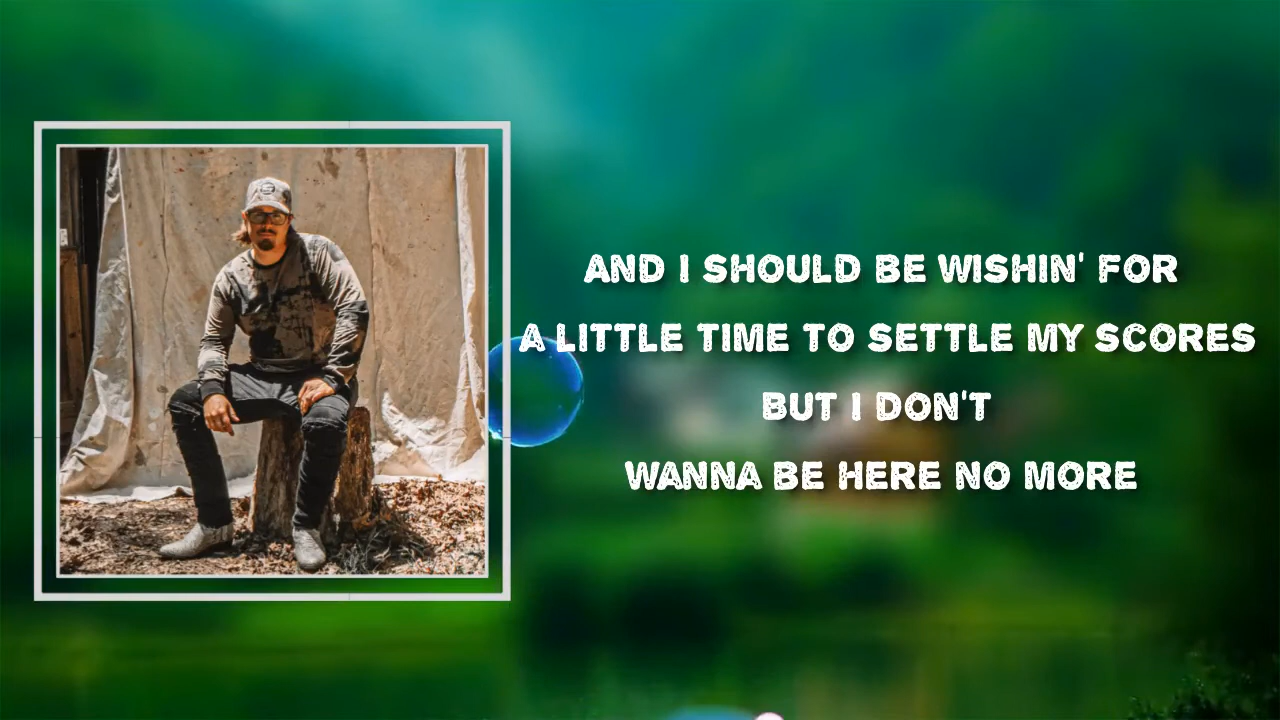 AND I SHOULD BE WISHIN' FOR
A LITTLE TIME TO SETTLE MY SCORES
BUT I DON'T
WANNA BE HERE NO MORE